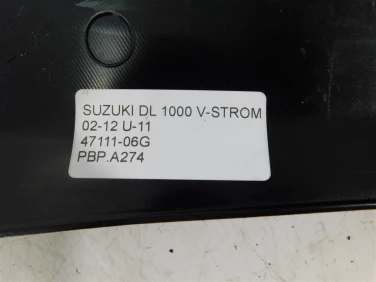 SUZUKI DL 1000 V-STROM
02-12 U-11
47111-06G
PBP.A274